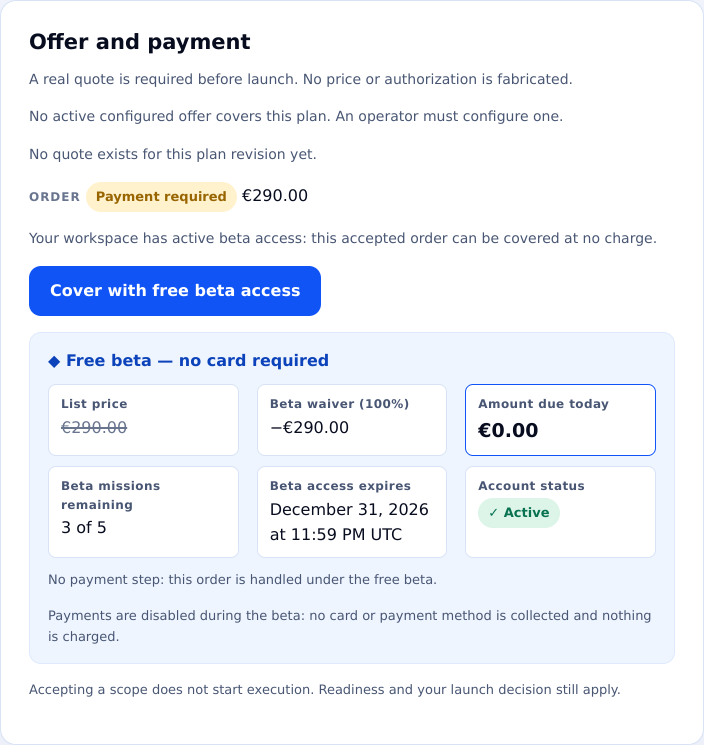 Offer and payment
A real quote is required before launch. No price or authorization is fabricated.
No active configured offer covers this plan. An operator must configure one.
No quote exists for this plan revision yet.
ORDER Payment required €290.00
Your workspace has active beta access: this accepted order can be covered at no charge.
Cover with free beta access
◆ Free beta — no card required
List price
€290.00
Beta waiver (100%)
−€290.00
Amount due today
€0.00
Beta missions
remaining
3 of 5
Beta access expires
December 31, 2026
at 11:59 PM UTC
Account status
✓ Active
No payment step: this order is handled under the free beta.
Payments are disabled during the beta: no card or payment method is collected and nothing
is charged.
Accepting a scope does not start execution. Readiness and your launch decision still apply.